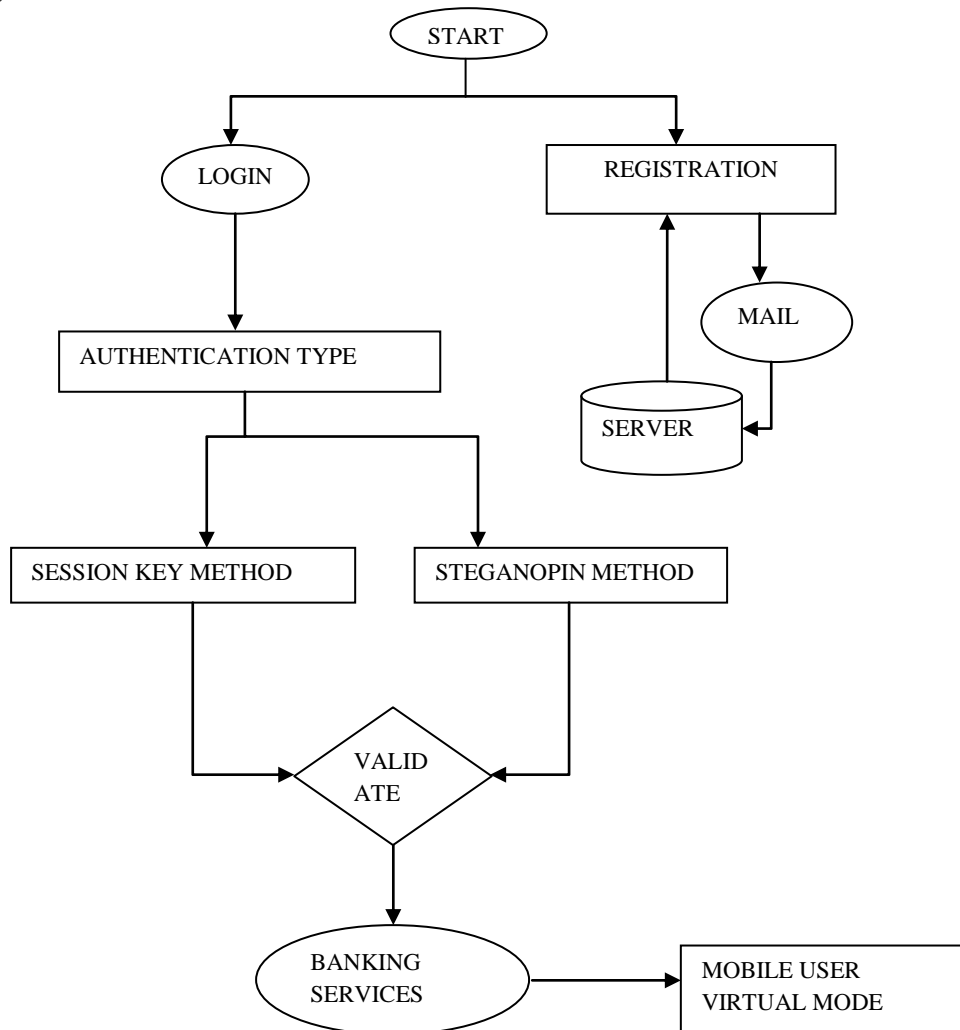 START
LOGIN
REGISTRATION
MAIL
AUTHENTICATION TYPE
SERVER
SESSION KEY METHOD
STEGANOPIN METHOD
VALID
ATE
BANKING
SERVICES
MOBILE USER
VIRTUAL MODE